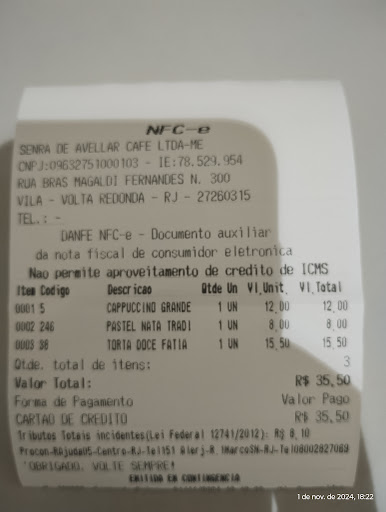 NFC-e
SENRA DE AVELLAR CAFE LTDA-ME
CNPJ:09632751000103 - IE:78.529.954
RUA BRAS MAGALDI FERNANDES N. 300
VILA - VOLTA REDONDA - RJ - 27260315
TEL.: -
DANFE NFC-e - Documento auxiliar
da nota fiscal de consumidor eletronica
Nao permite aproveitamento de credito de ICMS
Item Codigo Descricao Qtde Un Vl.Unit. Vl.Total
0001 5 CAPPUCCINO GRANDE 1 UN 12,00 12,00
0002 246 PASTEL NATA TRADI 1 UN 8,00 8,00
0003 38 TORTA DOCE FATIA 1 UN 15,50 15,50
Qtde. total de itens: 3
Valor Total: R$ 35,50
Forma de Pagamento Valor Pago
CARTAO DE CREDITO R$ 35,50
Tributos Totais incidentes(Lei Federal 12741/2012): R$ 8,10
OBRIGADO, VOLTE SEMPRE!
EMITIDA EM CONTINGENCIA
1 de nov. de 2024, 18:22